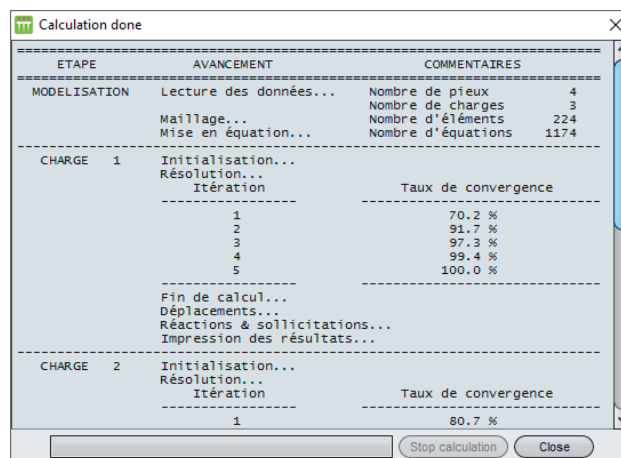 Calculation done
ETAPE AVANCEMENT COMMENTAIRES
MODELISATION Lecture des données... Nombre de pieux 4
Nombre de charges 3
Maillage... Nombre d'éléments 224
Mise en équation... Nombre d'équations 1174
CHARGE 1 Initialisation...
Résolution...
Itération Taux de convergence
1 70.2 %
2 91.7 %
3 97.3 %
4 99.4 %
5 100.0 %
Fin de calcul...
Déplacements...
Réactions & sollicitations...
Impression des résultats...
CHARGE 2 Initialisation...
Résolution...
Itération Taux de convergence
1 80.7 %
Stop calculation Close